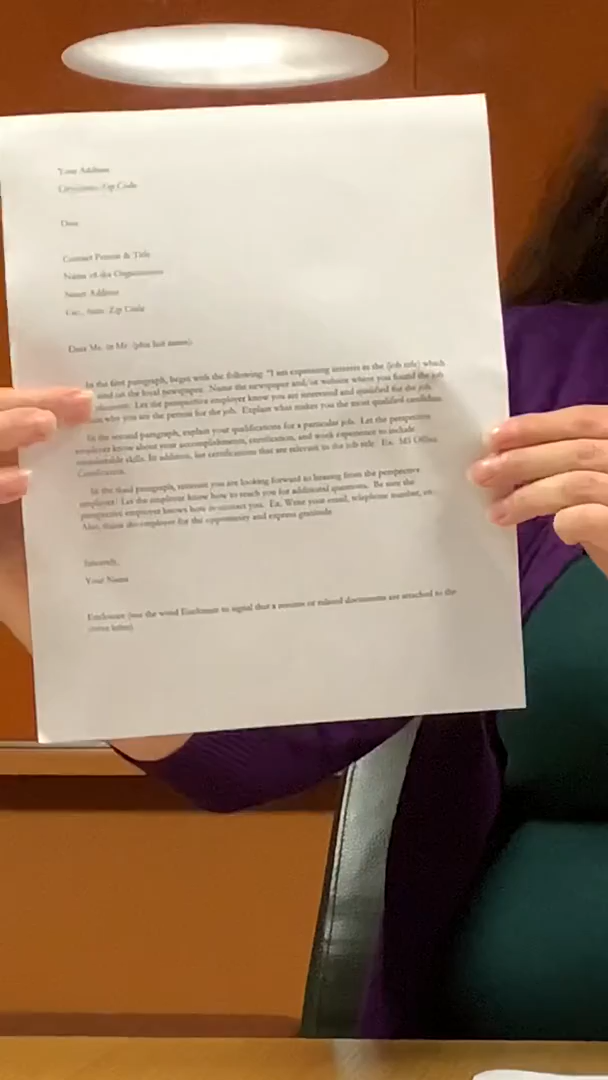 Your Address
City, State, Zip Code
Date
Contact Person & Title
Name of the Organization
Street Address
City, State Zip Code
Dear Ms. or Mr. (plus last name):
In the first paragraph, begin with the following: "I am expressing interest in the (job title) which
on the local newspaper. Name the newspaper and/or website where you found the job
Let the perspective employer know you are interested and qualified for the job.
why you are the person for the job. Explain what makes you the most qualified candidate.
In the second paragraph, explain your qualifications for a particular job. Let the perspective
employer know about your accomplishments, certification, and work experience to include
skills. In address, list certifications that are relevant to the job title. Ex. MS Office
Certification.
In the third paragraph, you are looking forward to hearing from the perspective
employer. Let the employer know how to reach you for additional questions. Be sure the
perspective employer knows how to contact you. Ex. Write your email, telephone number, etc.
Also, thank the employer for the opportunity and express gratitude.
Sincerely,
Your Name
Enclosure (use the word Enclosure to signal that a resume or related documents are attached to the
cover letter)